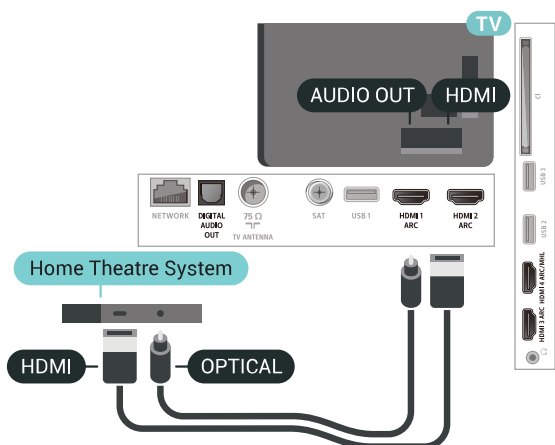 TV
AUDIO OUT
HDMI
NETWORK
DIGITAL
AUDIO
OUT
75 Ω
TV ANTENNA
SAT
USB 1
HDMI 1
ARC
HDMI 2
ARC
CI
USB 3
USB 2
HDMI 4 ARC/MHL
HDMI 3 ARC
Home Theatre System
HDMI
OPTICAL